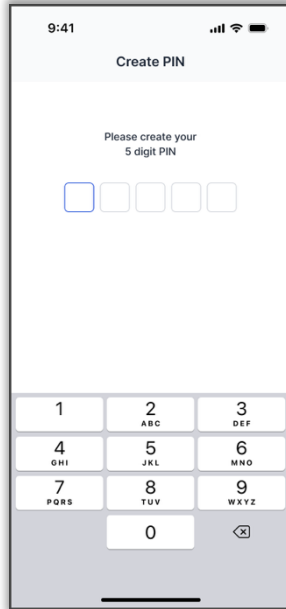 9:41
Create PIN
Please create your
5 digit PIN
1 2 3
ABC DEF
4 5 6
GHI JKL MNO
7 8 9
PQRS TUV WXYZ
0